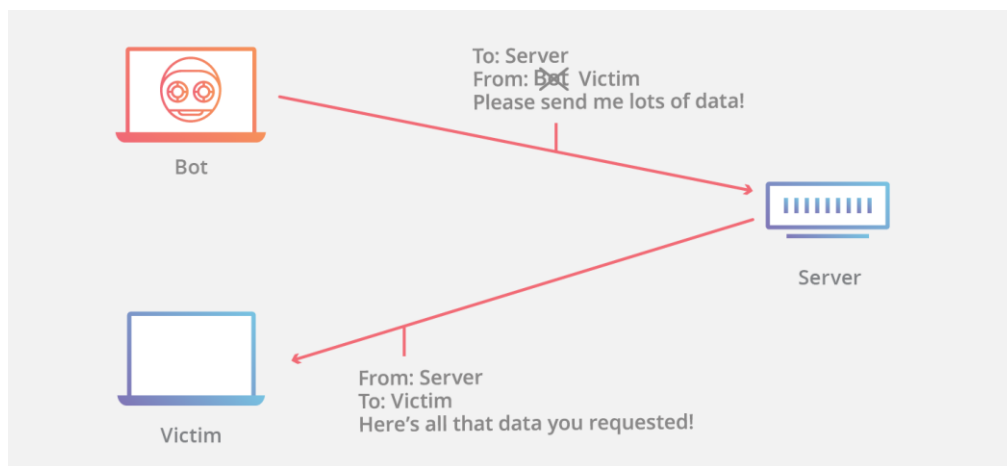 To: Server
From: Bot Victim
Please send me lots of data!
Bot
Server
From: Server
To: Victim
Here's all that data you requested!
Victim